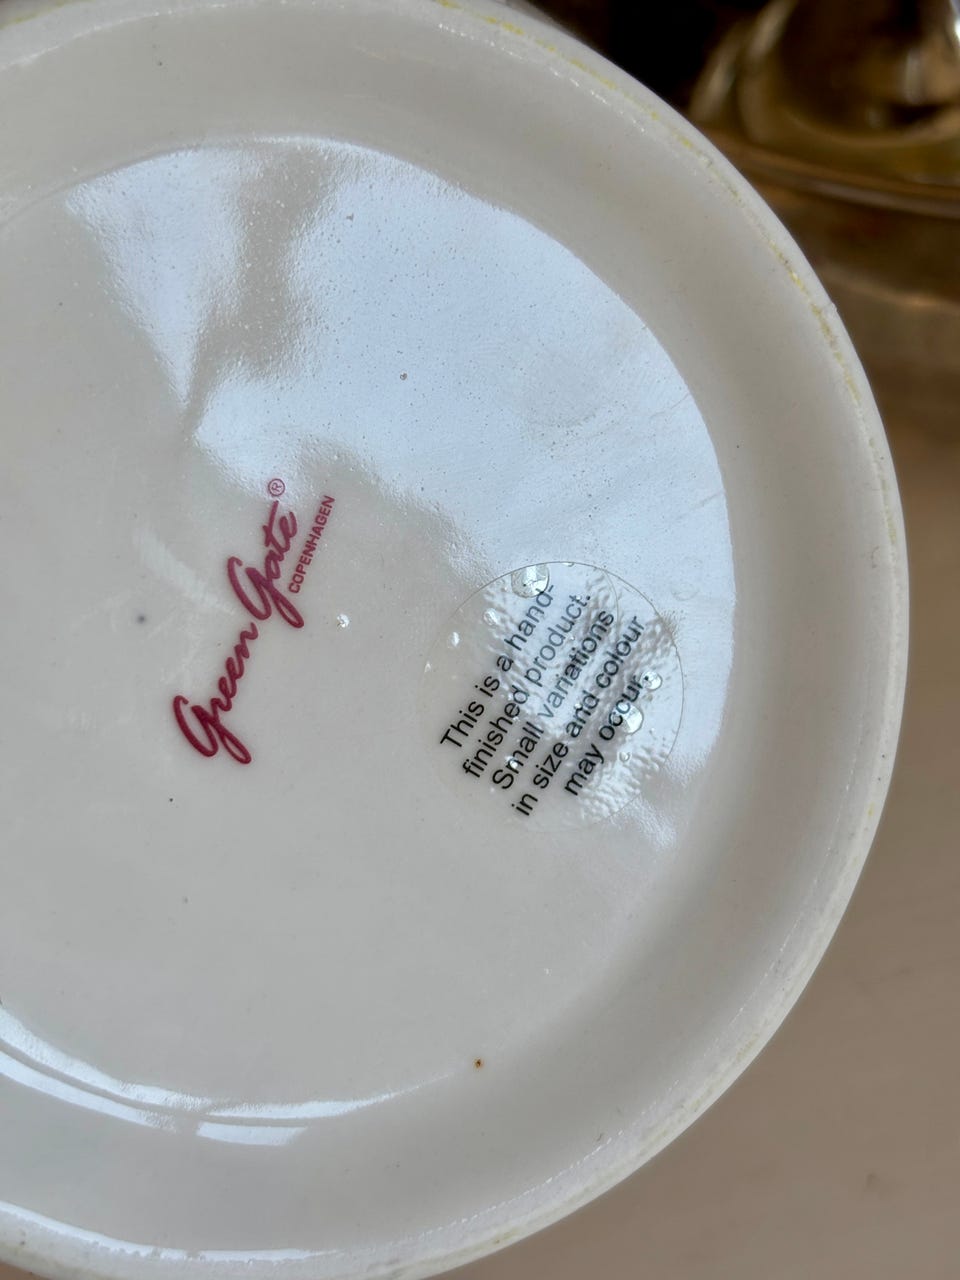 Green Gate®
COPENHAGEN
This is a hand-
finished product.
Small variations
in size and colour
may occur.